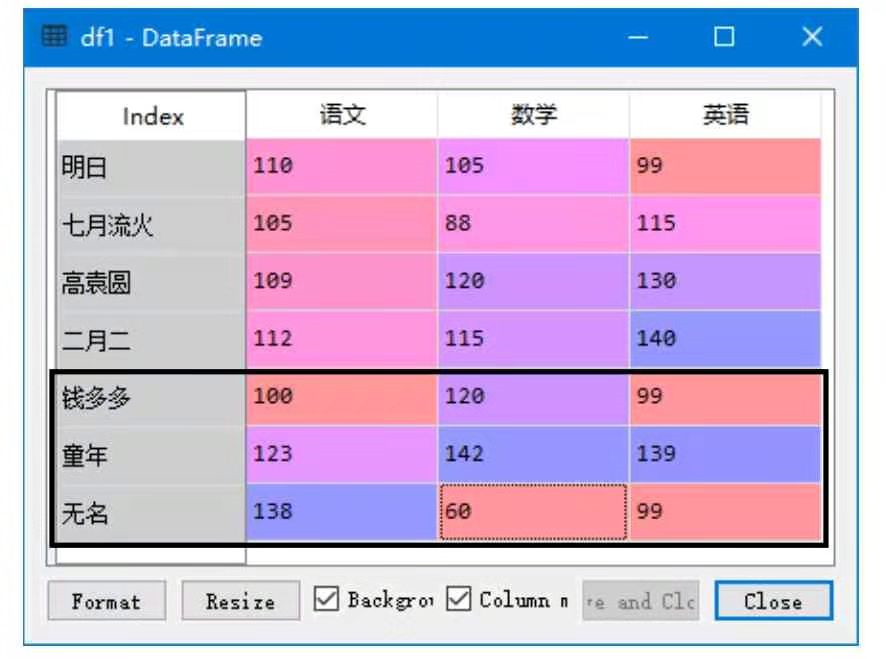 df1 - DataFrame
Index 语文 数学 英语
明日 110 105 99
七月流火 105 88 115
高袁圆 109 120 130
二月二 112 115 140
钱多多 100 120 99
童年 123 142 139
无名 138 60 99
Format Resize Backgro Column and Close